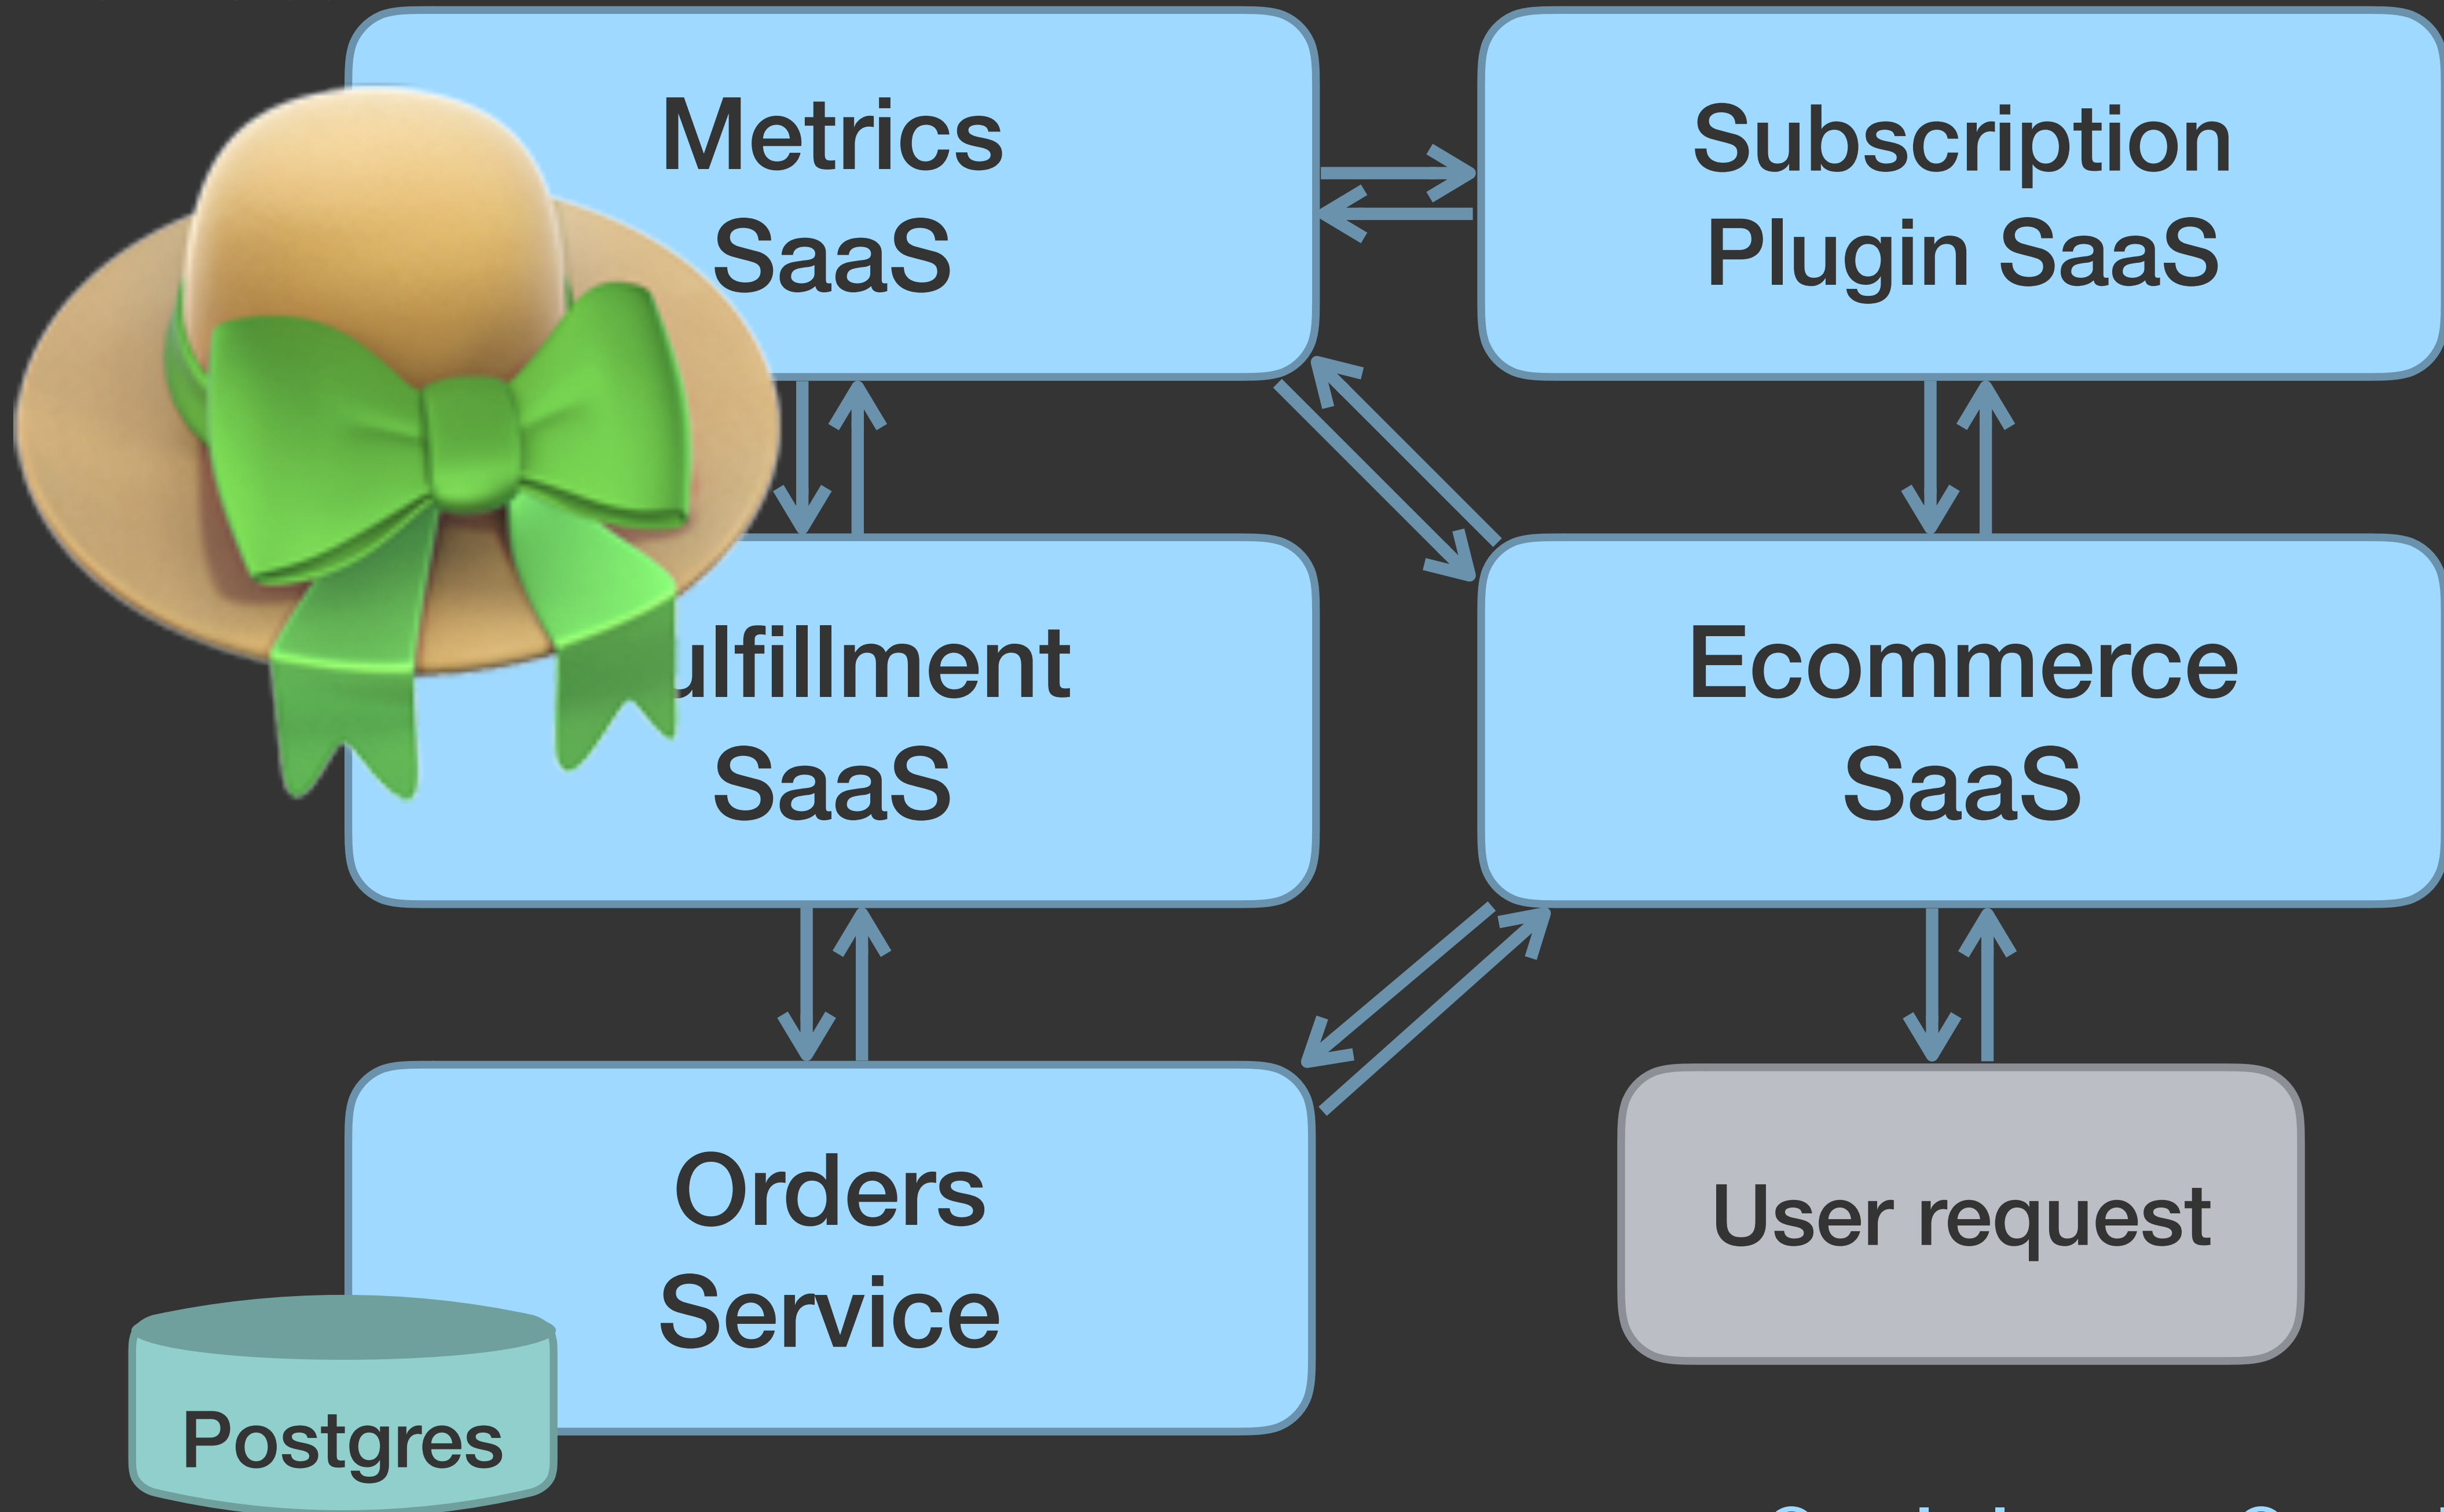 Metrics
SaaS
Subscription
Plugin SaaS
ulfillment
SaaS
Ecommerce
SaaS
Orders
Service
User request
Postgres